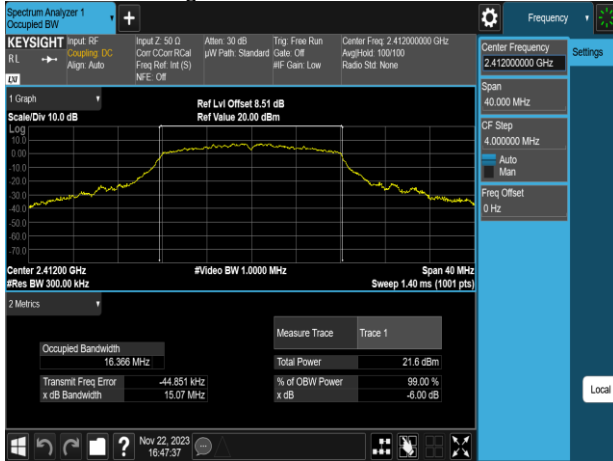 Spectrum Analyzer 1
Occupied BW
Frequency
KEYSIGHT
RL
LXI
Input: RF
Coupling: DC
Align: Auto
Input Z: 50 Ω
Corr CCorr RCal
Freq Ref: Int (S)
NFE: Off
Atten: 30 dB
µW Path: Standard
Trig: Free Run
Gate: Off
#IF Gain: Low
Center Freq: 2.412000000 GHz
Avg|Hold: 100/100
Radio Std: None
Center Frequency
2.412000000 GHz
Settings
Span
40.000 MHz
CF Step
4.000000 MHz
Auto
Man
Freq Offset
0 Hz
Local
1 Graph
Scale/Div 10.0 dB
Ref Lvl Offset 8.51 dB
Ref Value 20.00 dBm
Log
10.0
0.00
-10.0
-20.0
-30.0
-40.0
-50.0
-60.0
-70.0
Center 2.41200 GHz
#Res BW 300.00 kHz
#Video BW 1.0000 MHz
Span 40 MHz
Sweep 1.40 ms (1001 pts)
2 Metrics
Measure Trace
Trace 1
Occupied Bandwidth
16.366 MHz
Total Power
21.6 dBm
Transmit Freq Error
-44.851 kHz
% of OBW Power
99.00 %
x dB Bandwidth
15.07 MHz
x dB
-6.00 dB
?
Nov 22, 2023
16:47:37